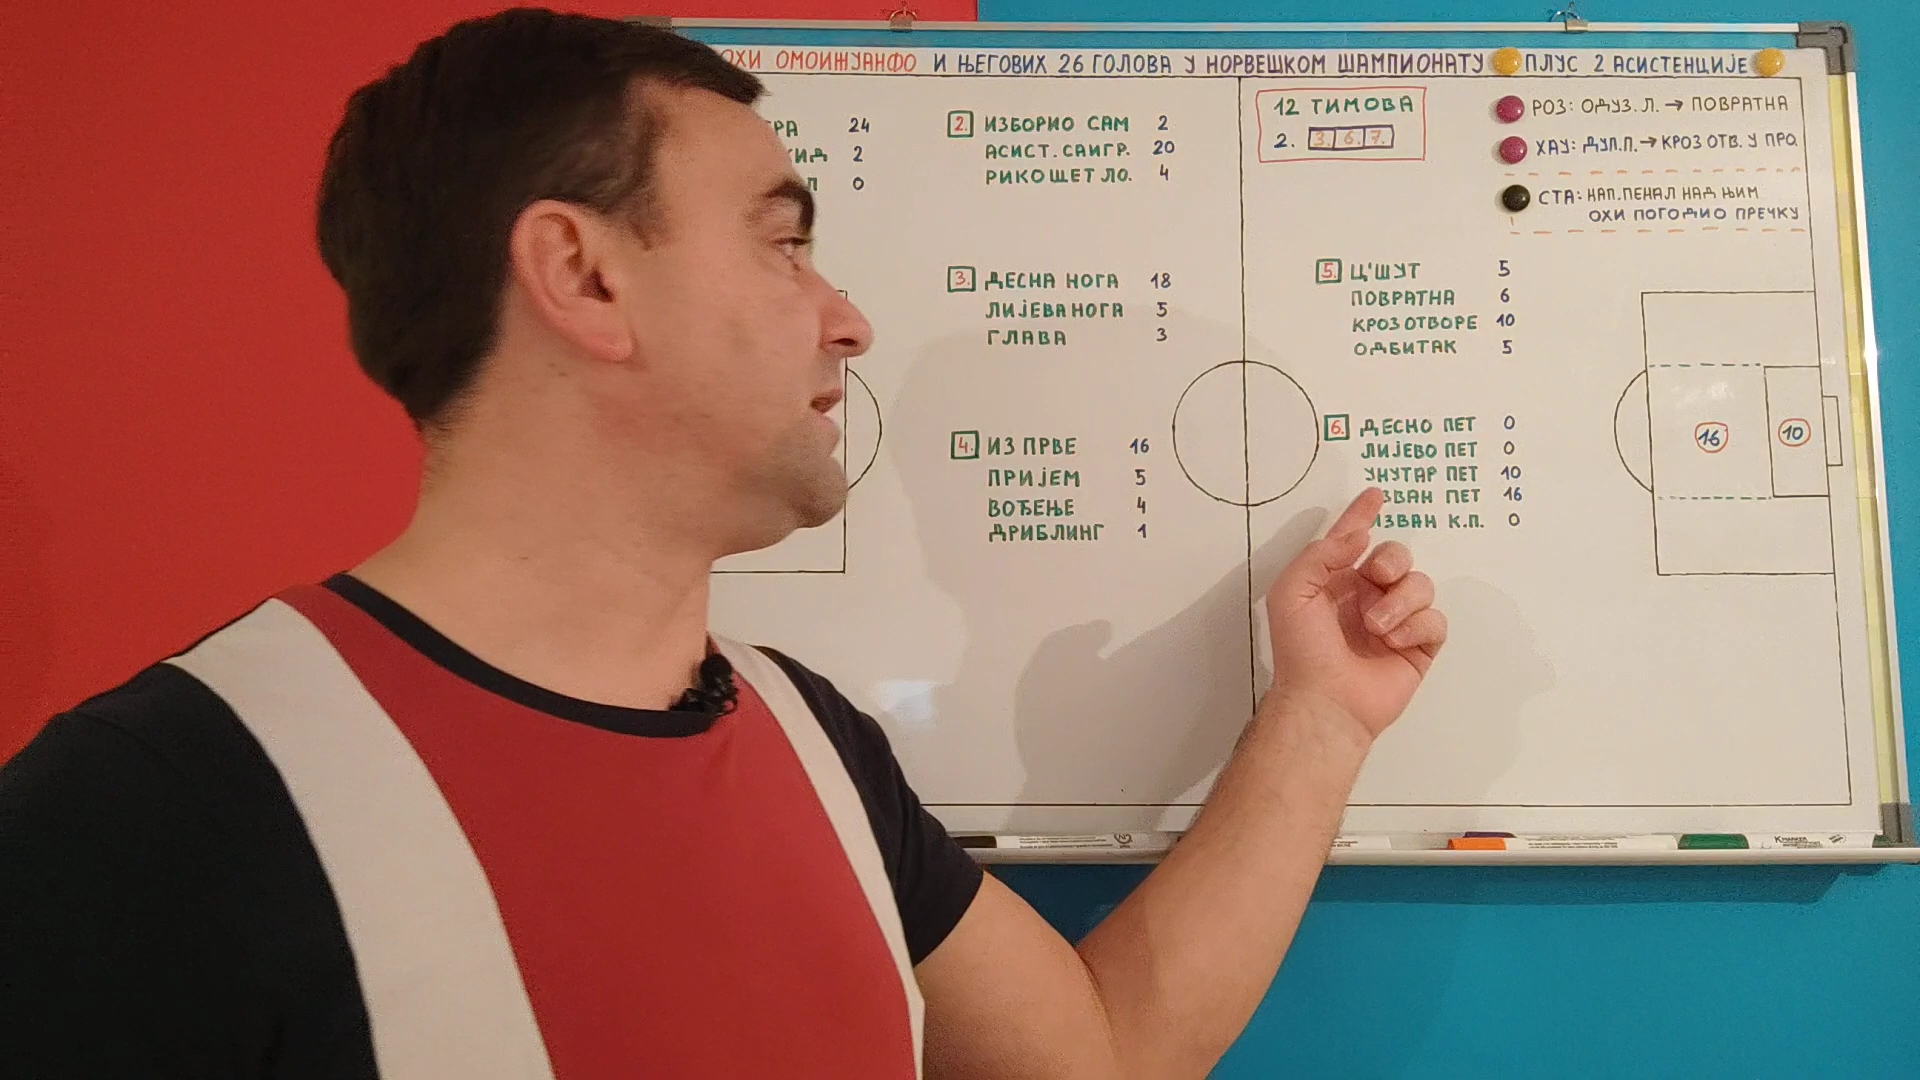 ОХИ ОМОИЖУАНФО И ЊЕГОВИХ 26 ГОЛОВА У НОРВЕШКОМ ШАМПИОНАТУ ПЛУС 2 АСИСТЕНЦИЈЕ
24
2
0
2. ИЗБОРИО САМ 2
АСИСТ. САИГР. 20
РИКОШЕТ ЛО. 4
3. ДЕСНА НОГА 18
ЛИЈЕВА НОГА 5
ГЛАВА 3
4. ИЗ ПРВЕ 16
ПРИЈЕМ 5
ВОЂЕЊЕ 4
ДРИБЛИНГ 1
12 ТИМОВА
2. 3. 6. 7.
РОЗ: ОДУЗ. Л. → ПОВРАТНА
ХАУ: ДУП.П. → КРОЗ ОТВ. У ПРО.
СТА: НАП. ПЕНАЛ НАД ЊИМ
ОХИ ПОГОДИО ПРЕЧКУ
5. Ц'ШУТ 5
ПОВРАТНА 6
КРОЗ ОТВОРЕ 10
ОДБИТАК 5
6. ДЕСНО ПЕТ 0
ЛИЈЕВО ПЕТ 0
УНУТАР ПЕТ 10
ЗВАН ПЕТ 16
ИЗВАН К.П. 0
16
10